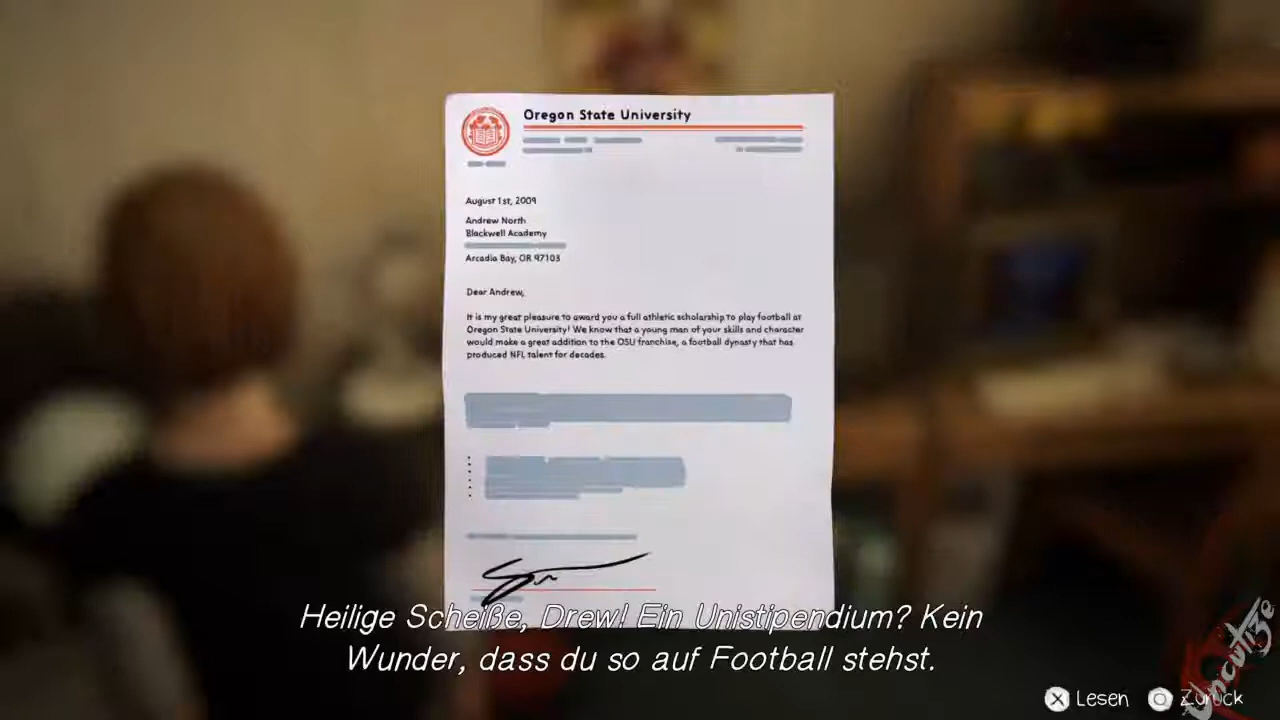 Oregon State University
August 1st, 2009
Andrew North
Blackwell Academy
Arcadia Bay, OR 97103
Dear Andrew,
It is my great pleasure to award you a full athletic scholarship to play football at
Oregon State University! We know that a young man of your skills and character
would make a great addition to the OSU franchise, a football dynasty that has
produced NFL talent for decades.
Heilige Scheiße, Drew! Ein Unistipendium? Kein
Wunder, dass du so auf Football stehst.
Lesen Zurück